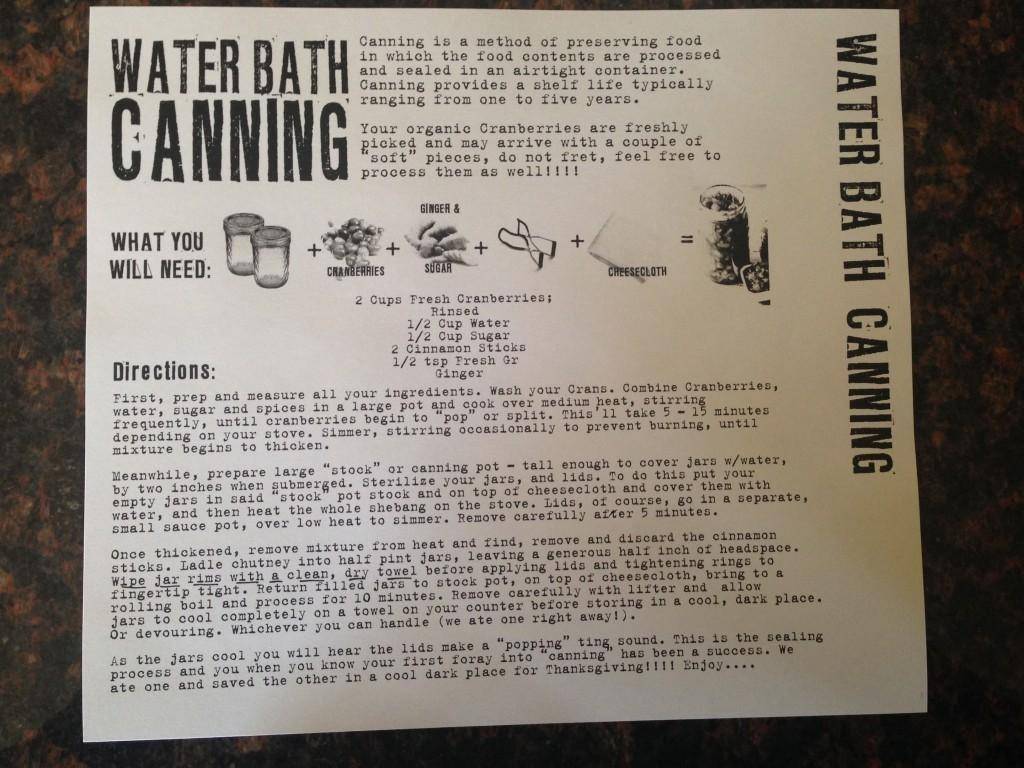 WATER BATH
CANNING
Canning is a method of preserving food
in which the food contents are processed
and sealed in an airtight container.
Canning provides a shelf life typically
ranging from one to five years.
Your organic Cranberries are freshly
picked and may arrive with a couple of
"soft" pieces, do not fret, feel free to
process them as well!!!!
WATER BATH CANNING
WHAT YOU
WILL NEED:
+
CRANBERRIES
+
GINGER &
SUGAR
+
+
CHEESECLOTH
=
2 Cups Fresh Cranberries;
Rinsed
1/2 Cup Water
1/2 Cup Sugar
2 Cinnamon Sticks
1/2 tsp Fresh Gr
Ginger
Directions:
First, prep and measure all your ingredients. Wash your Crans. Combine Cranberries,
water, sugar and spices in a large pot and cook over medium heat, stirring
frequently, until cranberries begin to "pop" or split. This'll take 5 - 15 minutes
depending on your stove. Simmer, stirring occasionally to prevent burning, until
mixture begins to thicken.
Meanwhile, prepare large "stock" or canning pot - tall enough to cover jars w/water,
by two inches when submerged. Sterilize your jars, and lids. To do this put your
empty jars in said "stock" pot stock and on top of cheesecloth and cover them with
water, and then heat the whole shebang on the stove. Lids, of course, go in a separate,
small sauce pot, over low heat to simmer. Remove carefully after 5 minutes.
Once thickened, remove mixture from heat and find, remove and discard the cinnamon
sticks. Ladle chutney into half pint jars, leaving a generous half inch of headspace.
Wipe jar rims with a clean, dry towel before applying lids and tightening rings to
fingertip tight. Return filled jars to stock pot, on top of cheesecloth, bring to a
rolling boil and process for 10 minutes. Remove carefully with lifter and allow
jars to cool completely on a towel on your counter before storing in a cool, dark place.
Or devouring. Whichever you can handle (we ate one right away!).
As the jars cool you will hear the lids make a "popping" ting sound. This is the sealing
process and you when you know your first foray into "canning" has been a success. We
ate one and saved the other in a cool dark place for Thanksgiving!!!! Enjoy....